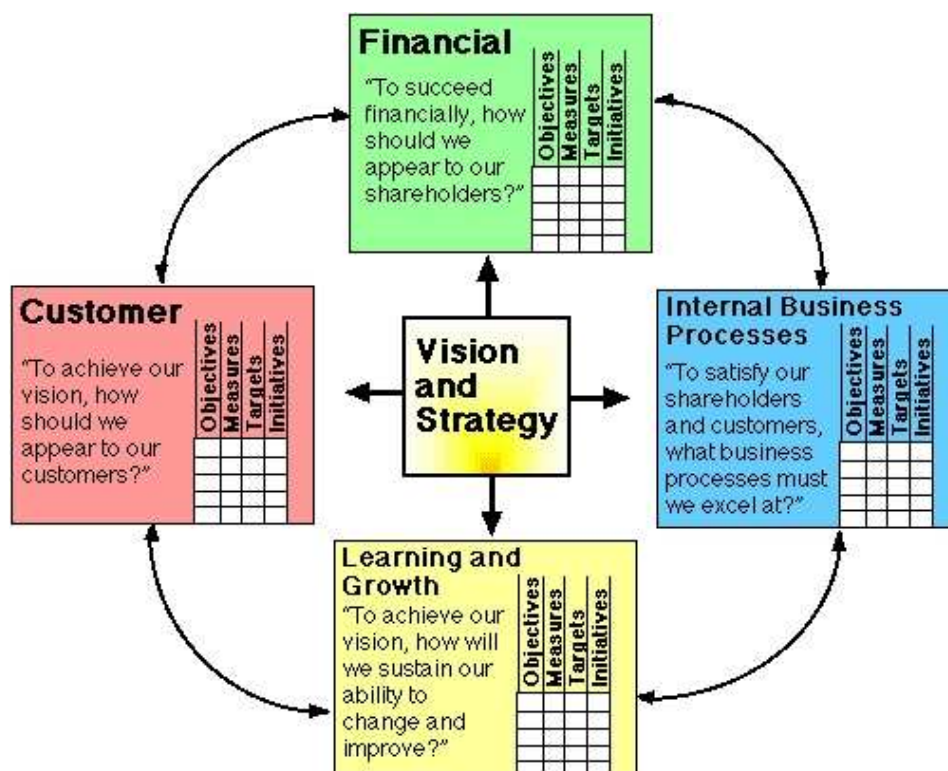 Financial
“To succeed
financially, how
should we
appear to our
shareholders?”
Objectives
Measures
Targets
Initiatives
Customer
“To achieve our
vision, how
should we
appear to our
customers?”
Objectives
Measures
Targets
Initiatives
Vision
and
Strategy
Internal Business
Processes
“To satisfy our
shareholders
and customers,
what business
processes must
we excel at?”
Objectives
Measures
Targets
Initiatives
Learning and
Growth
“To achieve our
vision, how will
we sustain our
ability to
change and
improve?”
Objectives
Measures
Targets
Initiatives